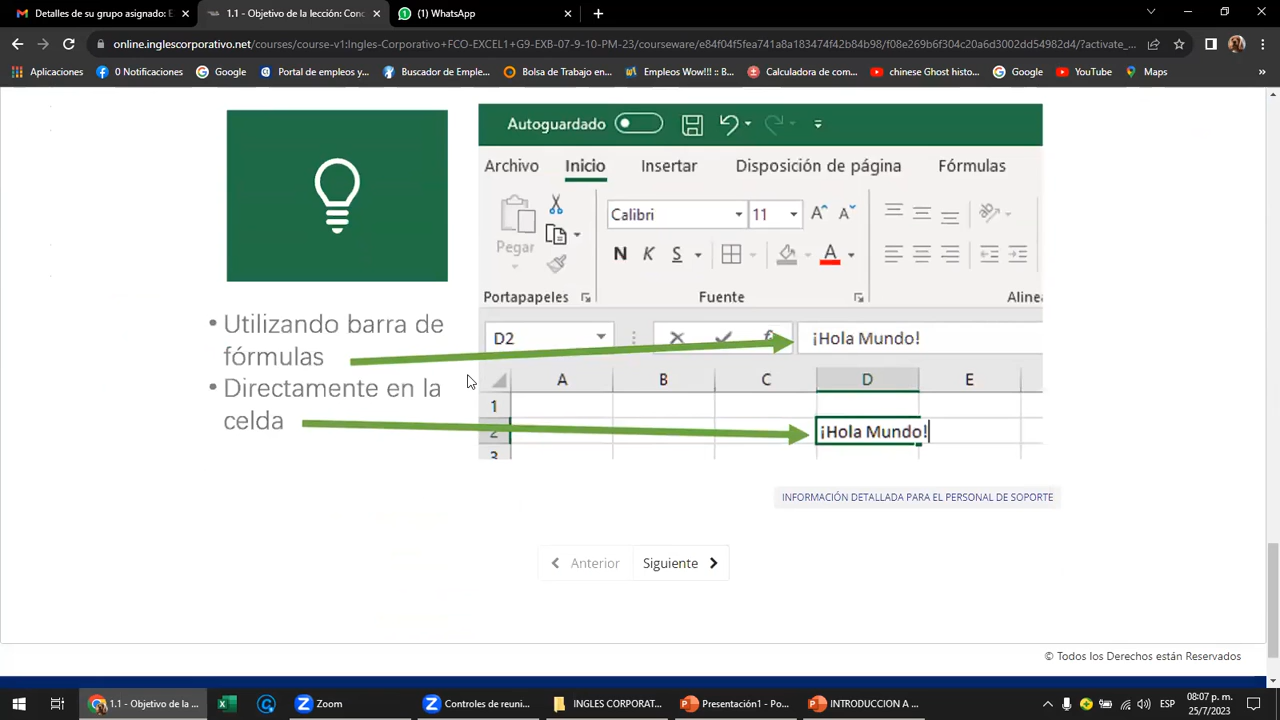 Detalles de su grupo asignado: E
1.1 - Objetivo de la lección: Conc
(1) WhatsApp
online.inglescorporativo.net/courses/course-v1:Ingles-Corporativo+FCO-EXCEL1+G9-EXB-07-9-10-PM-23/courseware/e84f04f5fea741a8a183474f42b84b98/f08e269b6f304c20a6d3002dd54982d4/?activate_...
Aplicaciones
0 Notificaciones
Google
Portal de empleos y...
Buscador de Emple...
Bolsa de Trabajo en...
Empleos Wow!!! :: B...
Calculadora de com...
chinese Ghost histo...
Google
YouTube
Maps
Autoguardado
Archivo Inicio Insertar Disposición de página Fórmulas
Pegar
Calibri 11
N K S
Portapapeles Fuente Alinea
D2 ¡Hola Mundo!
A B C D E
1
2 ¡Hola Mundo!
3
• Utilizando barra de
fórmulas
• Directamente en la
celda
INFORMACIÓN DETALLADA PARA EL PERSONAL DE SOPORTE
Anterior Siguiente
© Todos los Derechos están Reservados
1.1 - Objetivo de la ...
Zoom
Controles de reuni...
INGLES CORPORAT...
Presentación1 - Po...
INTRODUCCION A ...
ESP
08:07 p. m.
25/7/2023